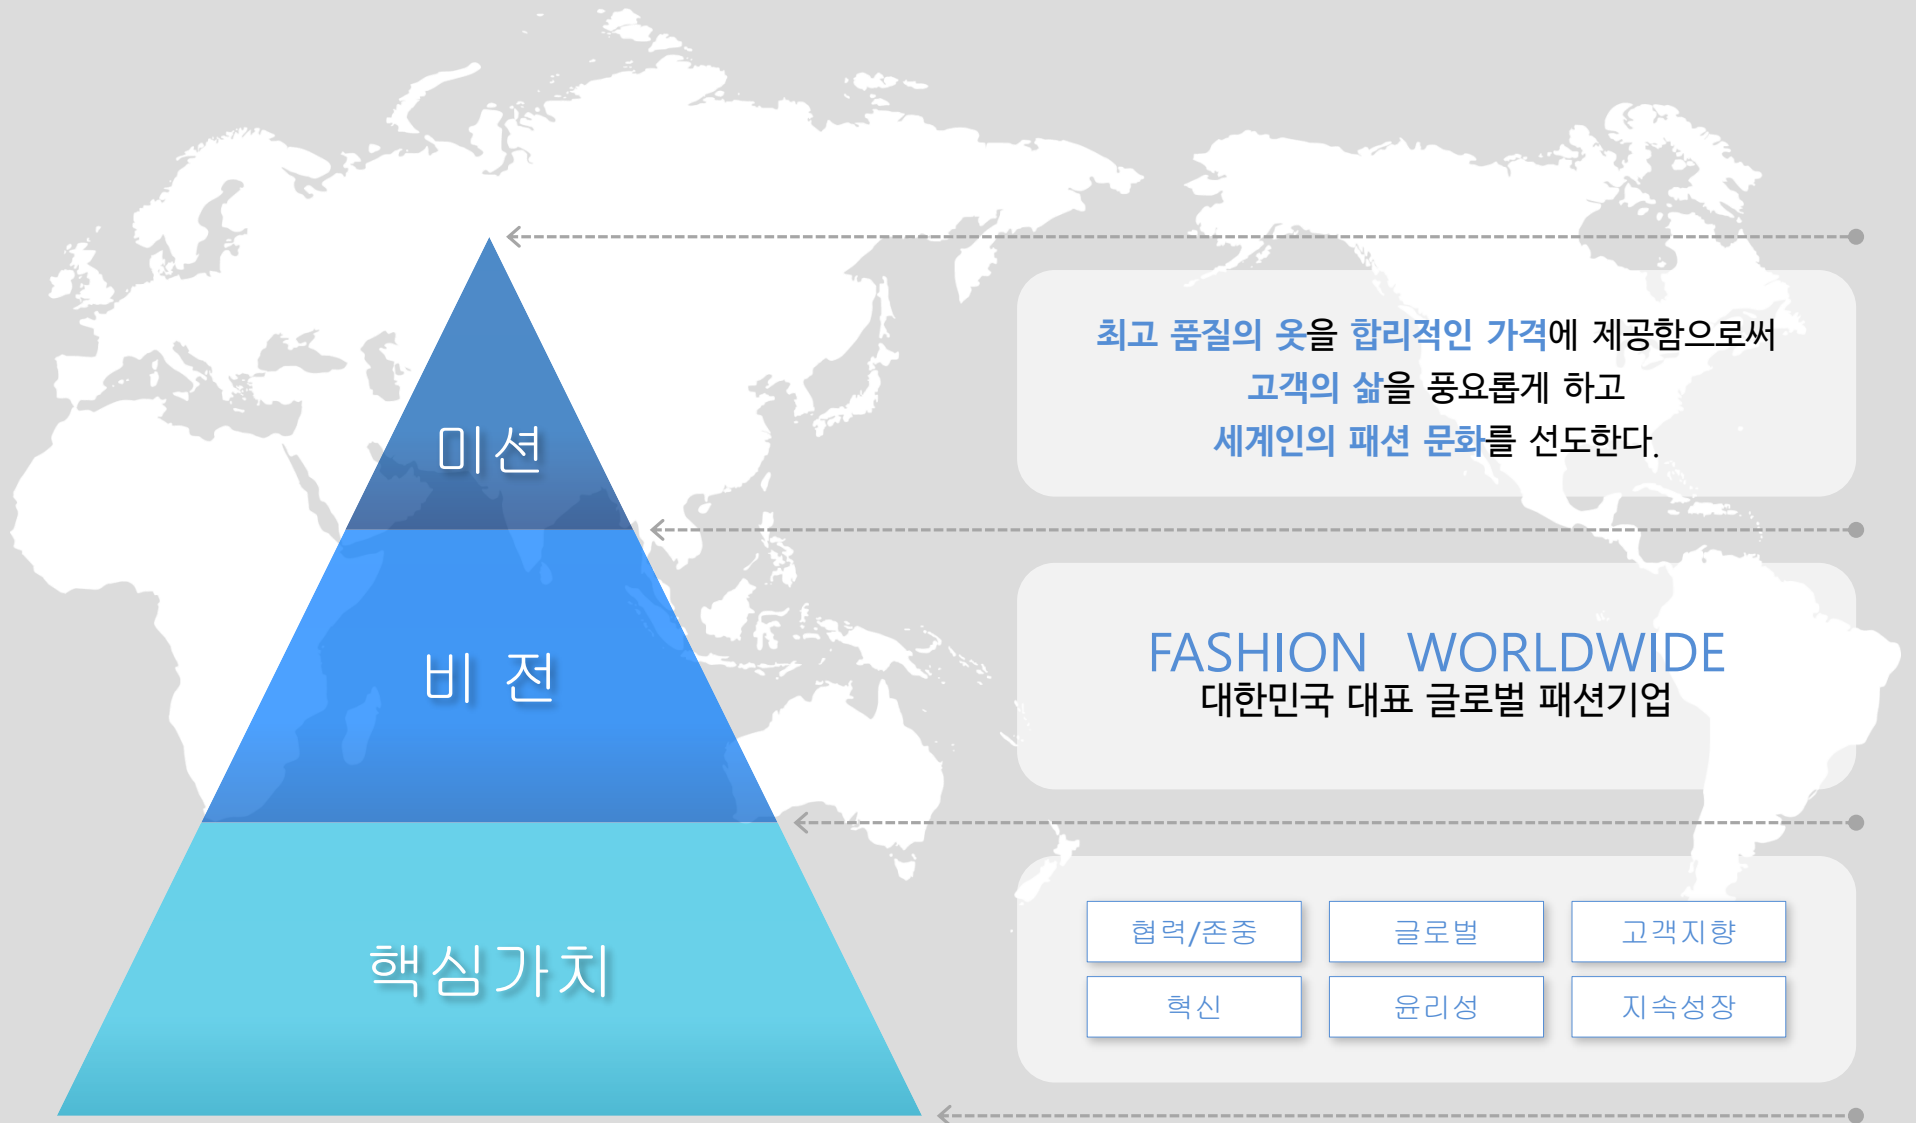 미션
최고 품질의 옷을 합리적인 가격에 제공함으로써
고객의 삶을 풍요롭게 하고
세계인의 패션 문화를 선도한다.
비 전
FASHION WORLDWIDE
대한민국 대표 글로벌 패션기업
핵심가치
협력/존중 글로벌 고객지향
혁신 윤리성 지속성장